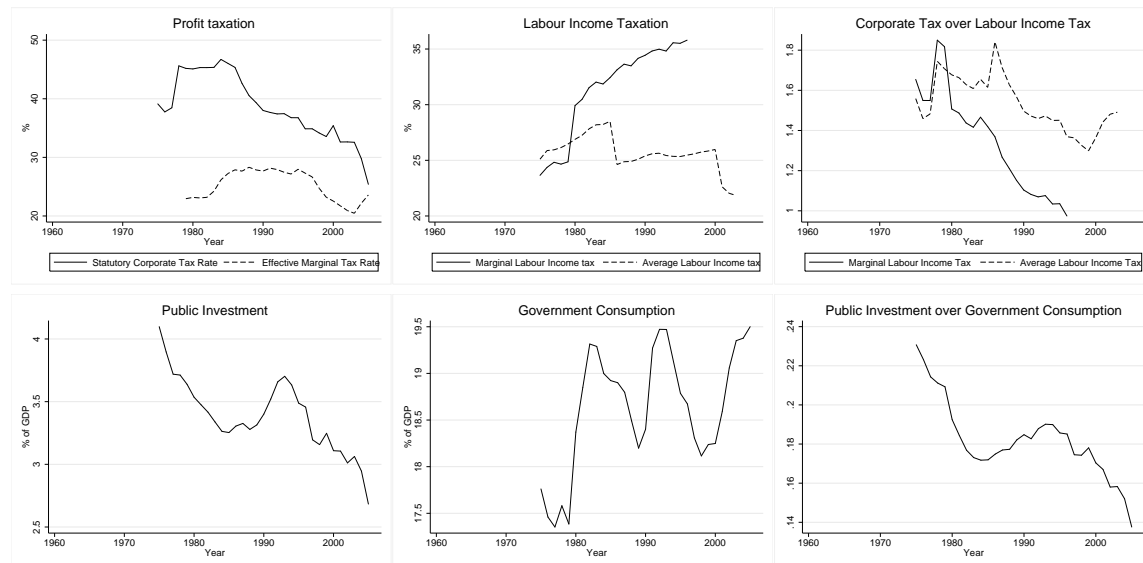 Profit taxation
50
40
30
20
%
1960 1970 1980 1990 2000
Year
Statutory Corporate Tax Rate Effective Marginal Tax Rate
Labour Income Taxation
35
30
25
20
%
1960 1970 1980 1990 2000
Year
Marginal Labour Income tax Average Labour Income tax
Corporate Tax over Labour Income Tax
1.8
1.6
1.4
1.2
1
1960 1970 1980 1990 2000
Year
Marginal Labour Income Tax Average Labour Income Tax
Public Investment
4
3.5
3
2.5
% of GDP
1960 1970 1980 1990 2000
Year
Government Consumption
19.5
19
18.5
18
17.5
% of GDP
1960 1970 1980 1990 2000
Year
Public Investment over Government Consumption
.24
.22
.2
.18
.16
.14
1960 1970 1980 1990 2000
Year